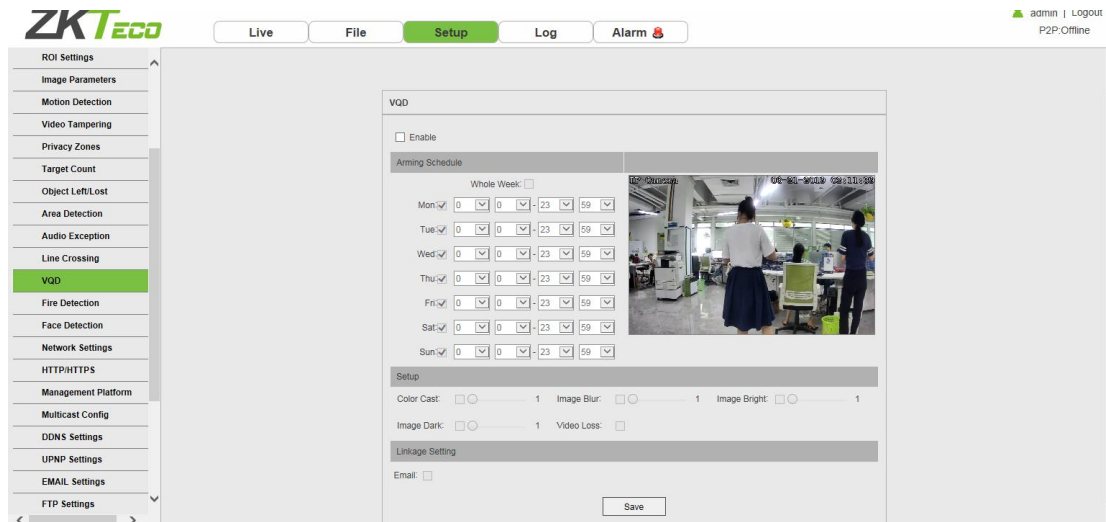 ZKTECO
admin | Logout
P2P:Offline
Live File Setup Log Alarm
ROI Settings
Image Parameters
Motion Detection
Video Tampering
Privacy Zones
Target Count
Object Left/Lost
Area Detection
Audio Exception
Line Crossing
VQD
Fire Detection
Face Detection
Network Settings
HTTP/HTTPS
Management Platform
Multicast Config
DDNS Settings
UPNP Settings
EMAIL Settings
FTP Settings
VQD
Enable
Arming Schedule
Whole Week:
Mon: 0 0 - 23 59
Tue: 0 0 - 23 59
Wed: 0 0 - 23 59
Thu: 0 0 - 23 59
Fri: 0 0 - 23 59
Sat: 0 0 - 23 59
Sun: 0 0 - 23 59
IP Camera
Setup
Color Cast: 1 Image Blur: 1 Image Bright: 1
Image Dark: 1 Video Loss:
Linkage Setting
Email:
Save